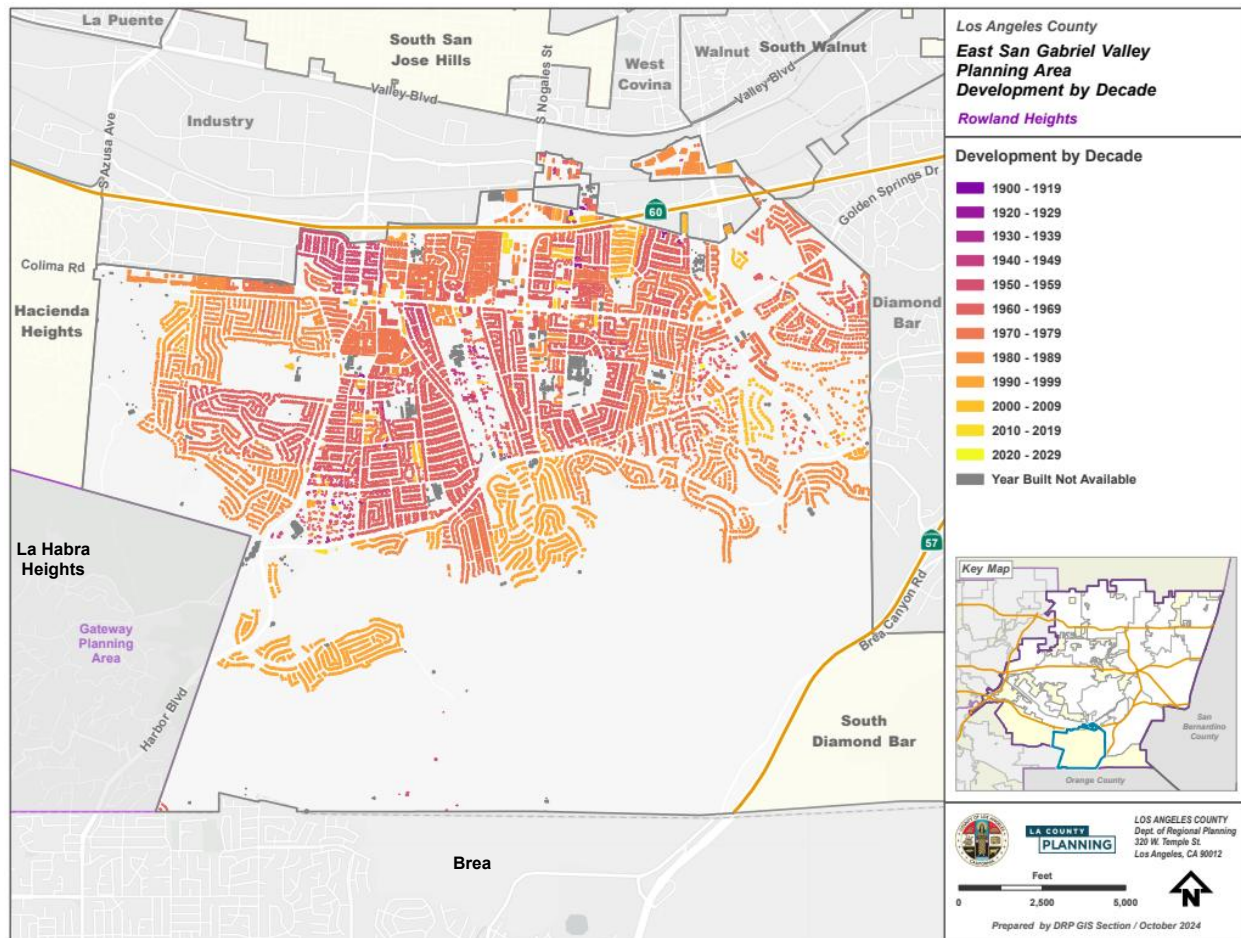 La Puente
South San
Jose Hills
S Nogales St
West
Covina
Walnut
South Walnut
Valley Blvd
Valley Blvd
Industry
S Azusa Ave
60
Golden Springs Dr
Colima Rd
Hacienda
Heights
Diamond
Bar
La Habra
Heights
57
Brea Canyon Rd
Gateway
Planning
Area
Harbor Blvd
South
Diamond Bar
Brea
Los Angeles County
East San Gabriel Valley
Planning Area
Development by Decade
Rowland Heights
Development by Decade
1900 - 1919
1920 - 1929
1930 - 1939
1940 - 1949
1950 - 1959
1960 - 1969
1970 - 1979
1980 - 1989
1990 - 1999
2000 - 2009
2010 - 2019
2020 - 2029
Year Built Not Available
Key Map
San
Bernardino
County
Orange County
LA COUNTY
PLANNING
LOS ANGELES COUNTY
Dept. of Regional Planning
320 W. Temple St.
Los Angeles, CA 90012
Feet
0 2,500 5,000
N
Prepared by DRP GIS Section / October 2024